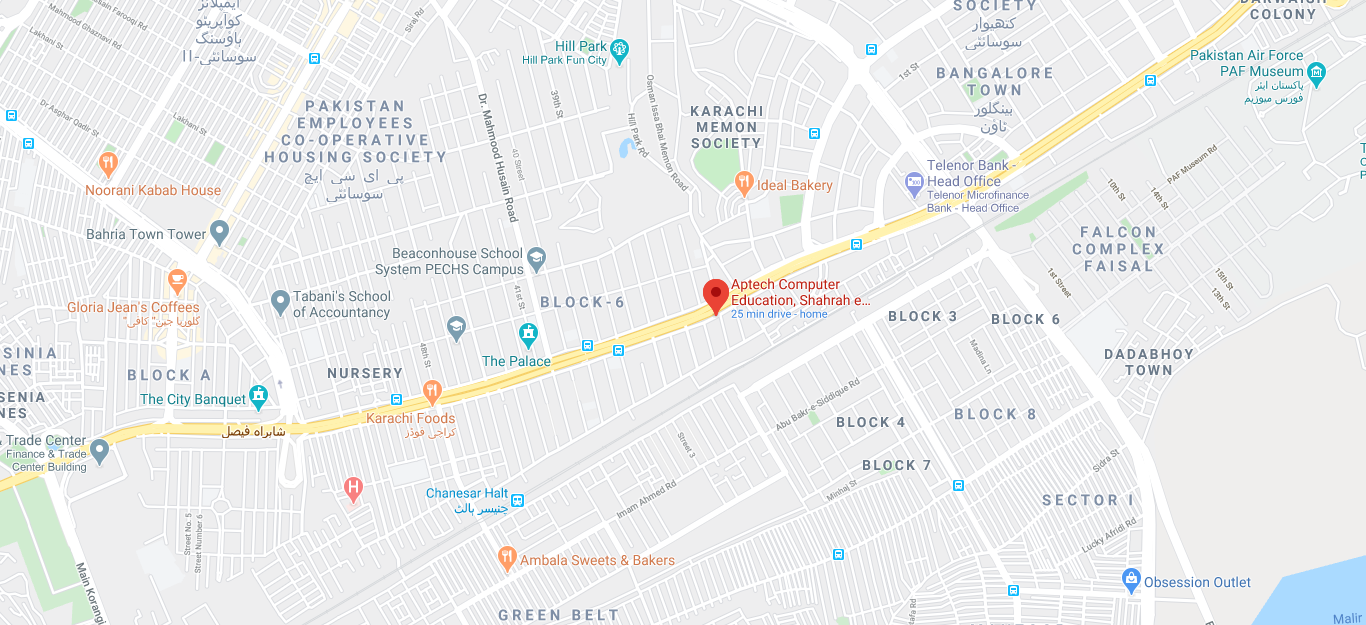 ایمپلائز
کوآپریٹو
ہاؤسنگ
سوسائٹی-II
Mahmood Ghaznavi Rd
Lakhani St
Siraj Rd
Dr Asghar Qadir St
Lakhani St
PAKISTAN
EMPLOYEES
CO-OPERATIVE
HOUSING SOCIETY
پی ای سی ایچ
سوسائٹی
Noorani Kabab House
Bahria Town Tower
Gloria Jean's Coffees
گلوریا جینز "کافی"
Tabani's School
of Accountancy
Beaconhouse School
System PECHS Campus
Dr. Mahmood Husain Road
40 Street
39th St
41st St
48th St
Hill Park
Hill Park Fun City
Hill Park Rd
Osman Issa Bhai Memon Road
KARACHI
MEMON
SOCIETY
Ideal Bakery
SOCIETY
کتھیوار
سوسائٹی
COLONY
1st St
BANGALORE
TOWN
بینگلور
ٹاؤن
Pakistan Air Force
PAF Museum
پاکستان ایئر
فورس میوزیم
Telenor Bank -
Head Office
Telenor Microfinance
Bank - Head Office
PAF Museum Rd
10th St
14th St
FALCON
COMPLEX
FAISAL
1st Street
15th St
13th St
Aptech Computer
Education, Shahrah e...
25 min drive - home
BLOCK-6
The Palace
NURSERY
BLOCK A
The City Banquet
شاہراہ فیصل
Karachi Foods
کراچی فوڈز
& Trade Center
Finance & Trade
Center Building
H
Street No. 5
Street Number 6
Main Korangi
Chanesar Halt
چنیسر ہالٹ
Ambala Sweets & Bakers
GREEN BELT
Imam Ahmed Rd
Street 3
Abu Bakr-e-Siddique Rd
Minhaj St
BLOCK 3
BLOCK 6
Madina Ln
DADABHOY
TOWN
BLOCK 4
BLOCK 8
BLOCK 7
Sidra St
SECTOR I
Lucky Afridi Rd
Obsession Outlet
Malir